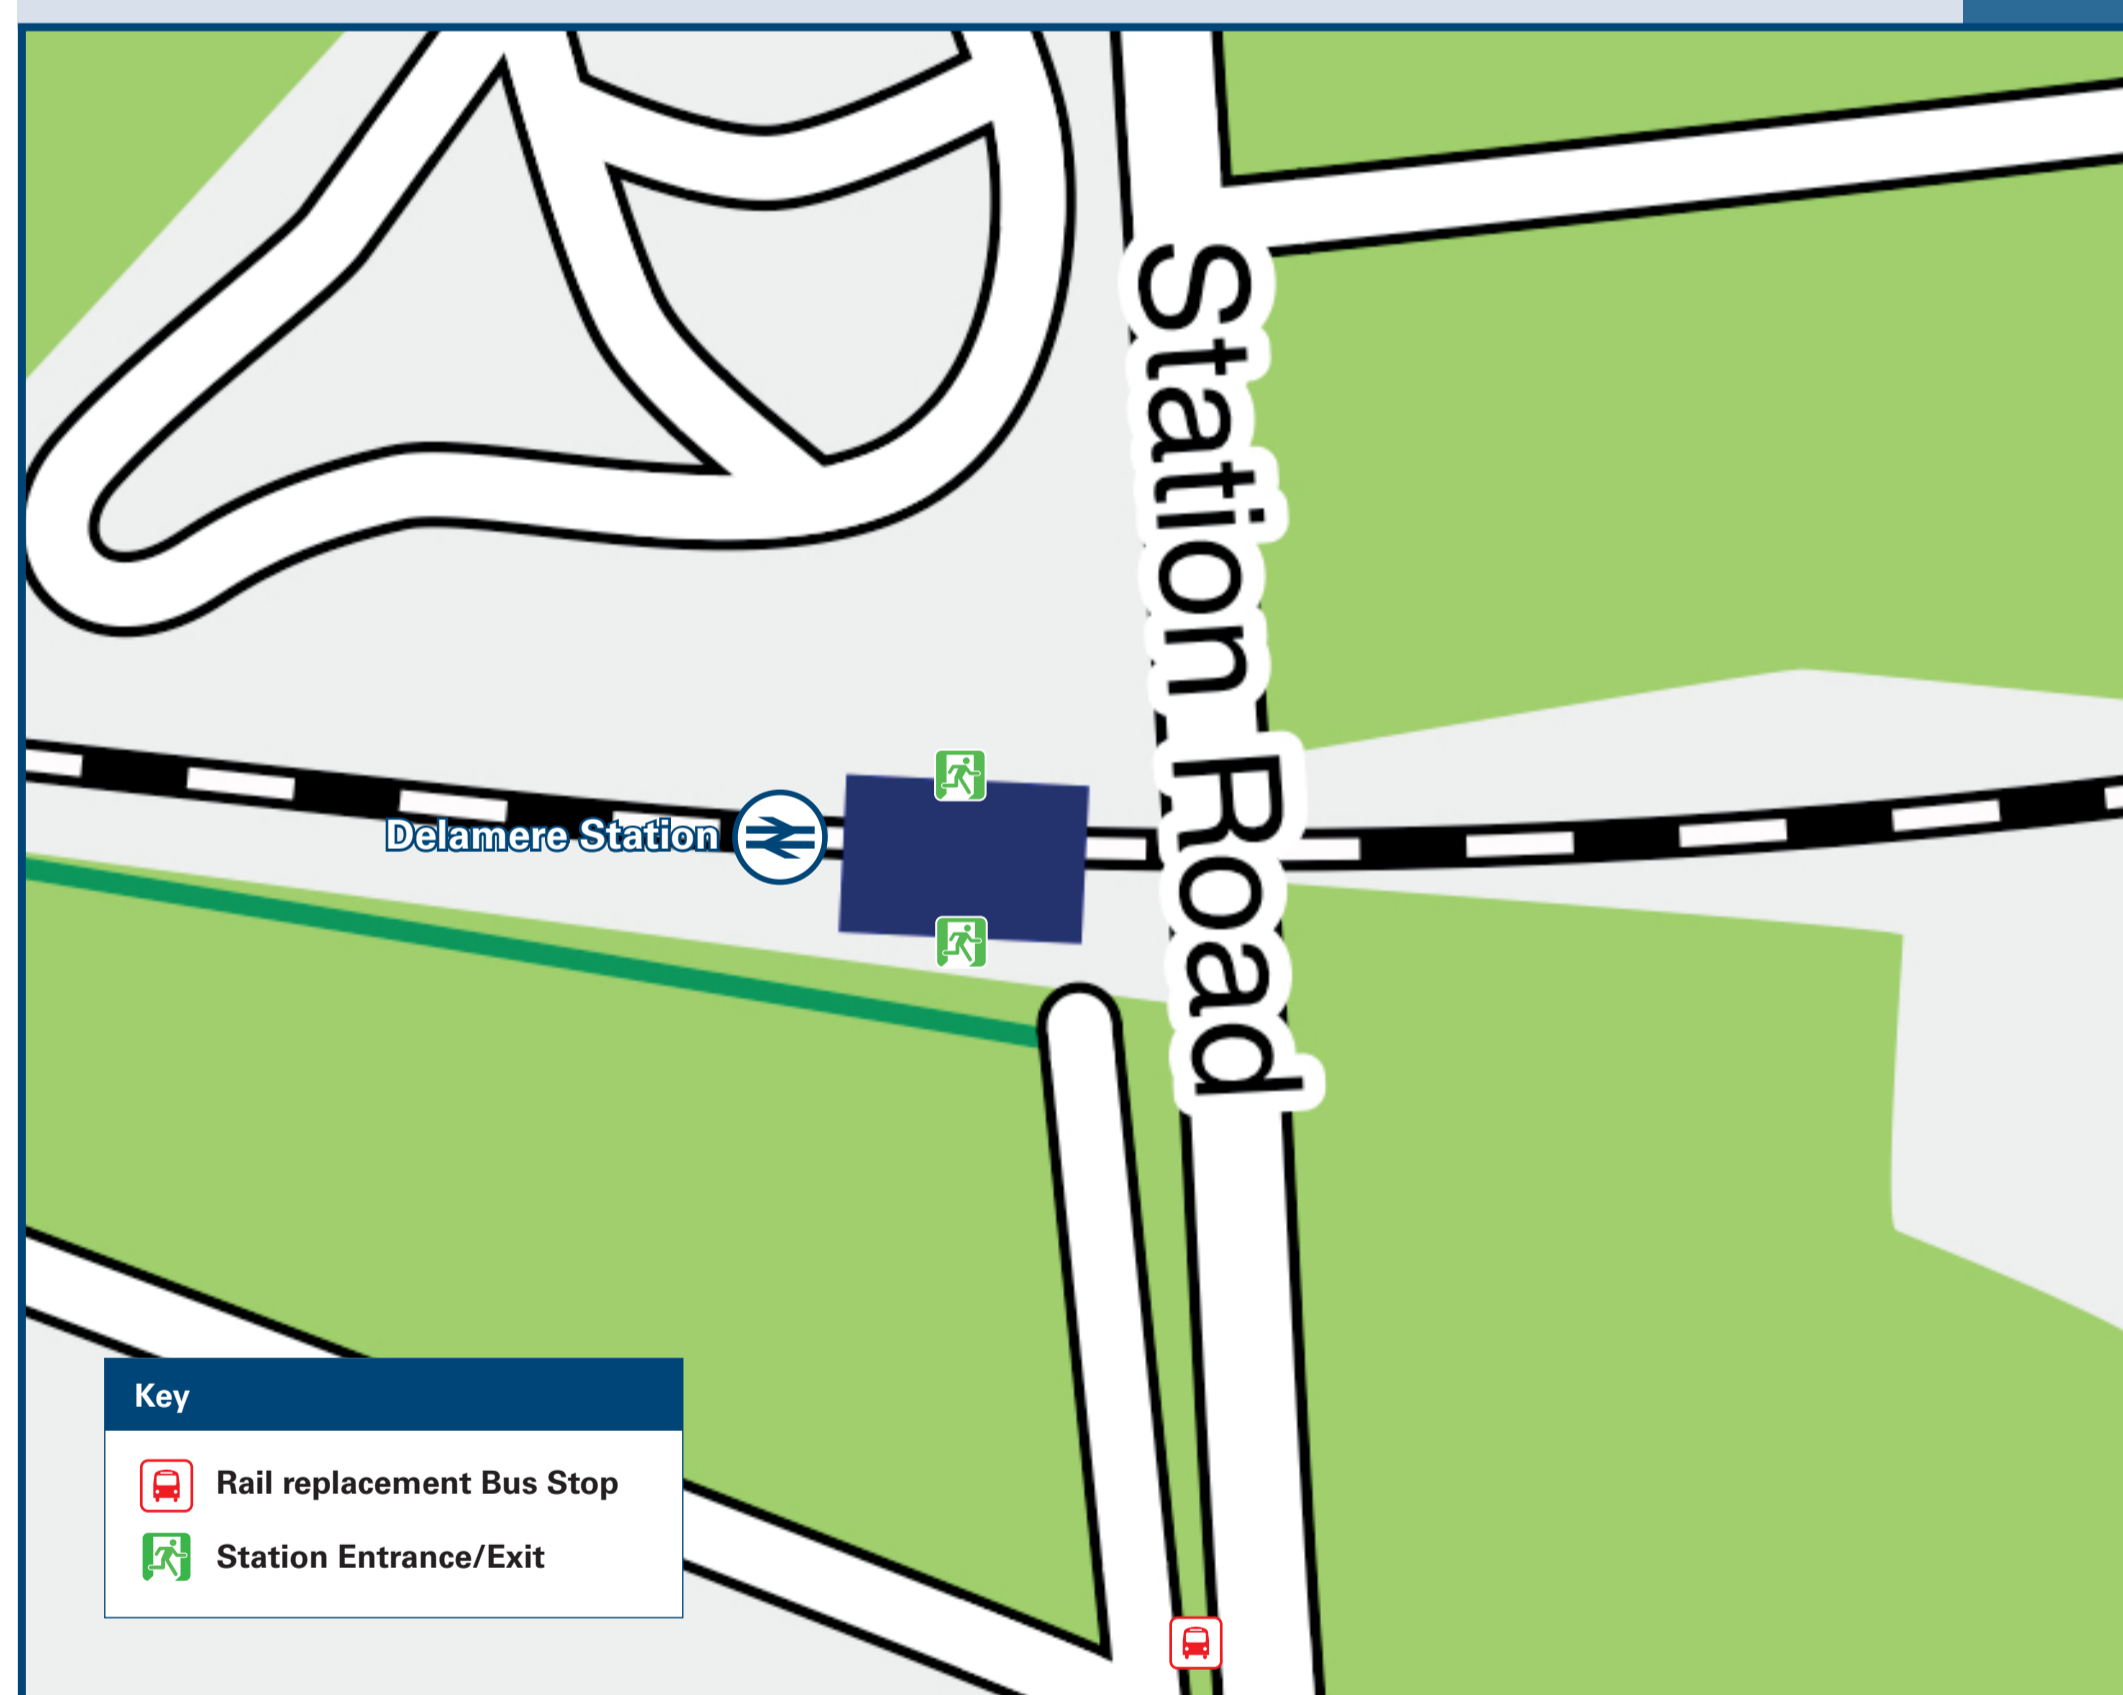 Station Road
Delamere Station
Key
Rail replacement Bus Stop
Station Entrance/Exit